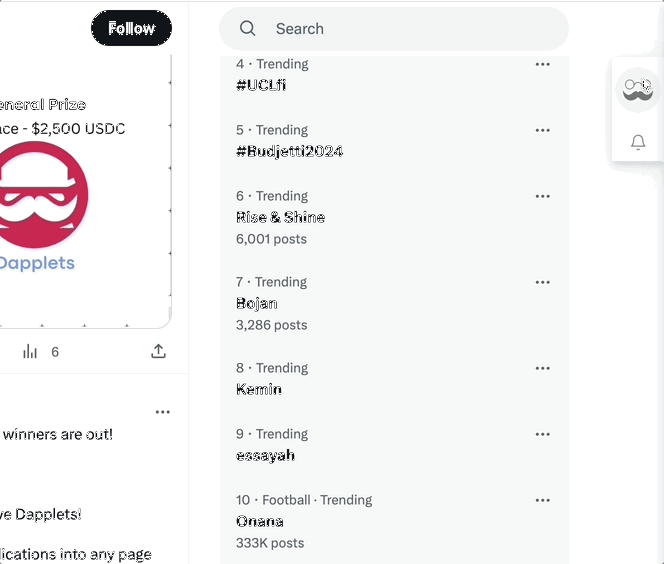 Follow
Search
eneral Prize
ace - $2,500 USDC
Dapplets
6
winners are out!
ve Dapplets!
lications into any page
4 · Trending
#UCLfi
5 · Trending
#Budjetti2024
6 · Trending
Rise & Shine
6,001 posts
7 · Trending
Bojan
3,286 posts
8 · Trending
Kemin
9 · Trending
essayah
10 · Football · Trending
Onana
333K posts